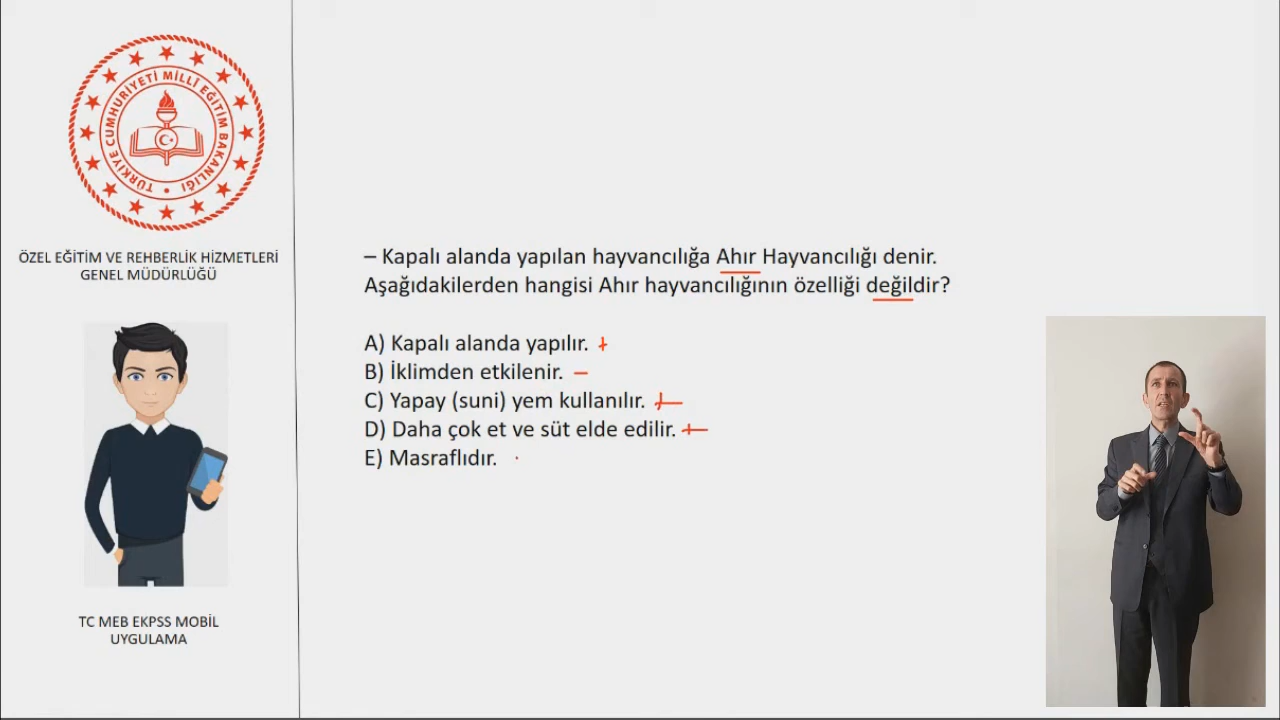 TÜRKİYE CUMHURİYETİ MİLLÎ EĞİTİM BAKANLIĞI
ÖZEL EĞİTİM VE REHBERLİK HİZMETLERİ
GENEL MÜDÜRLÜĞÜ
TC MEB EKPSS MOBİL
UYGULAMA
– Kapalı alanda yapılan hayvancılığa Ahır Hayvancılığı denir.
Aşağıdakilerden hangisi Ahır hayvancılığının özelliği değildir?
A) Kapalı alanda yapılır. +
B) İklimden etkilenir. –
C) Yapay (suni) yem kullanılır. +
D) Daha çok et ve süt elde edilir. +
E) Masraflıdır.